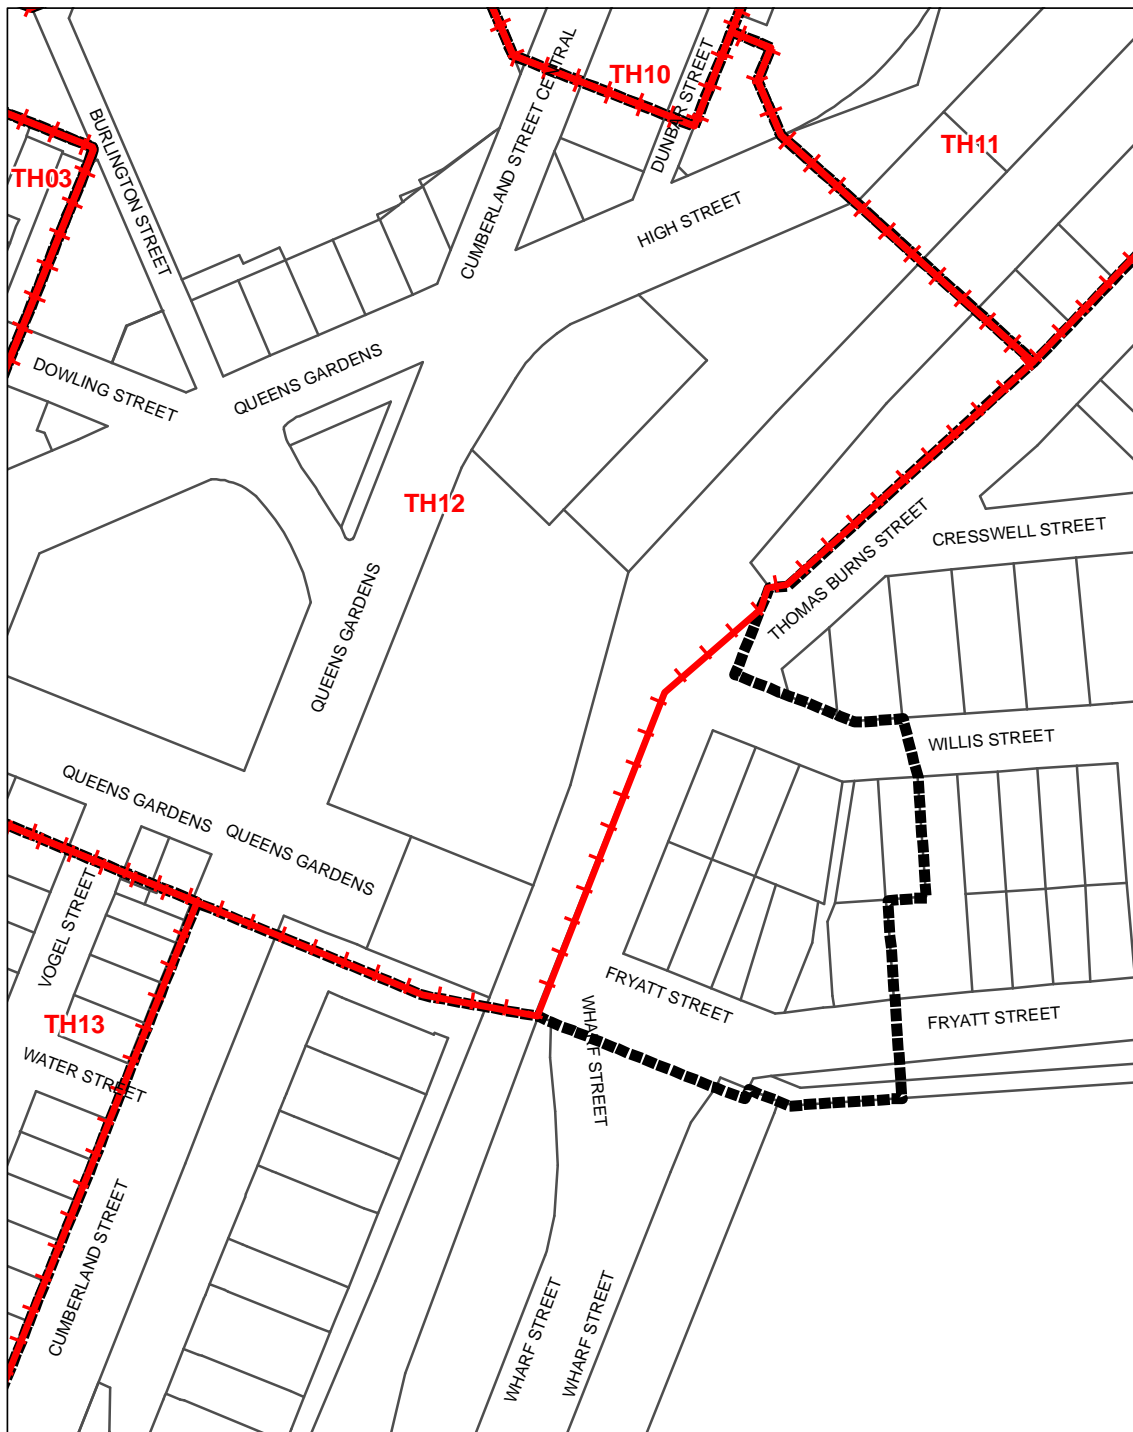 CUMBERLAND STREET CENTRAL
TH10
DUNBAR STREET
BURLINGTON STREET
TH11
TH03
HIGH STREET
DOWLING STREET
QUEENS GARDENS
TH12
CRESSWELL STREET
THOMAS BURNS STREET
QUEENS GARDENS
WILLIS STREET
QUEENS GARDENS
QUEENS GARDENS
VOGEL STREET
FRYATT STREET
FRYATT STREET
TH13
WHARF STREET
WATER STREET
CUMBERLAND STREET
WHARF STREET
WHARF STREET